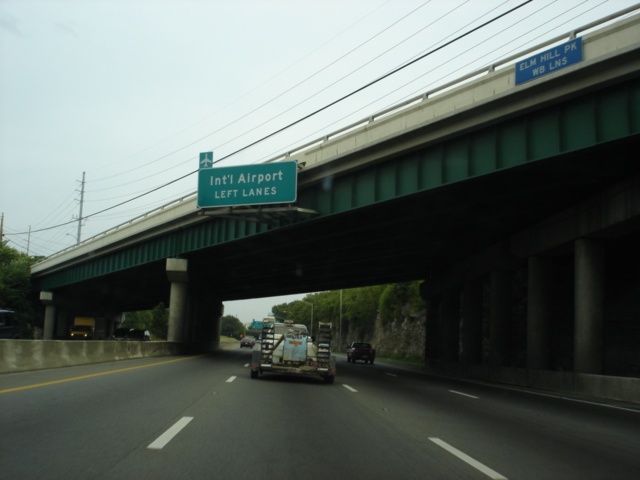 ELM HILL PK
WB LNS
Int'l Airport
LEFT LANES